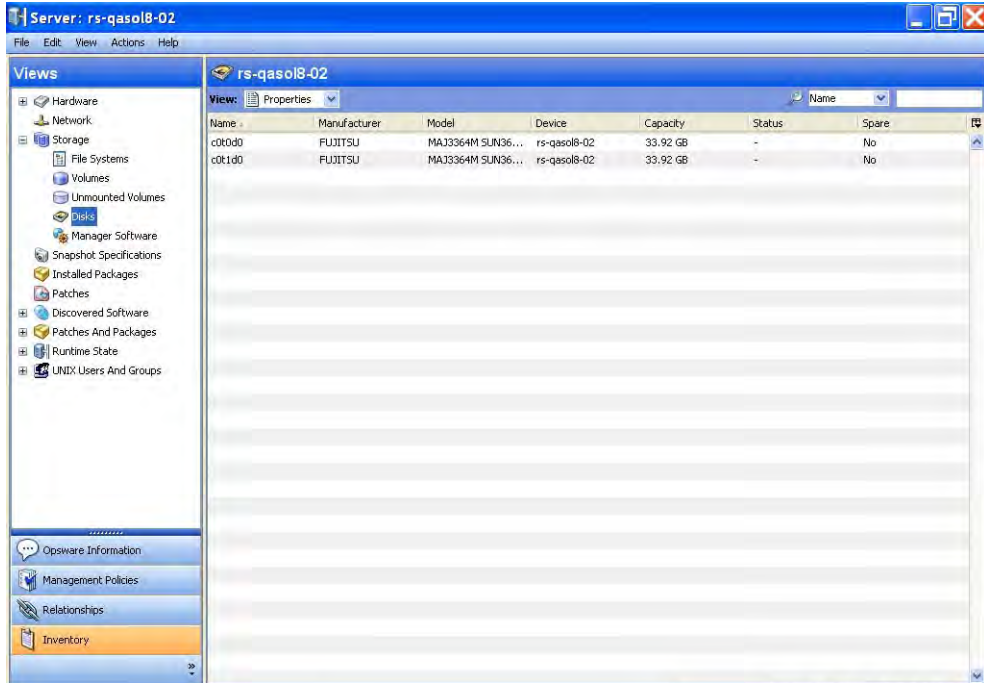 Server: rs-qasol8-02
File Edit View Actions Help
Views
Hardware
Network
Storage
File Systems
Volumes
Unmounted Volumes
Disks
Manager Software
Snapshot Specifications
Installed Packages
Patches
Discovered Software
Patches And Packages
Runtime State
UNIX Users And Groups
Opsware Information
Management Policies
Relationships
Inventory
rs-qasol8-02
View: Properties Name
Name Manufacturer Model Device Capacity Status Spare
c0t0d0 FUJITSU MAJ3364M SUN36... rs-qasol8-02 33.92 GB - No
c0t1d0 FUJITSU MAJ3364M SUN36... rs-qasol8-02 33.92 GB - No